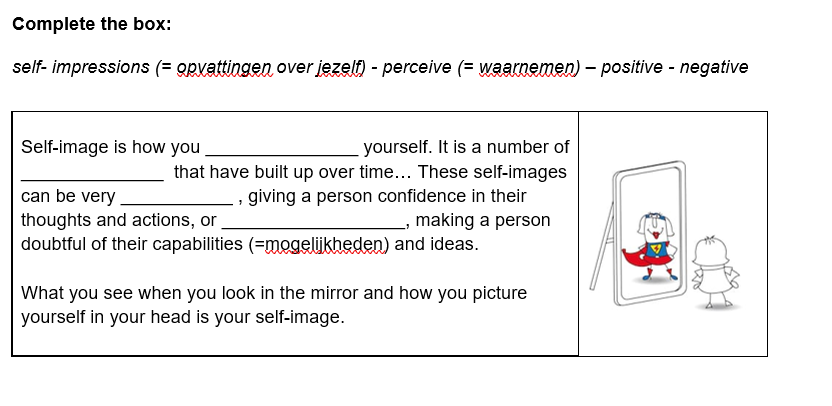 Complete the box:
self- impressions (= opvattingen over jezelf) - perceive (= waarnemen) – positive - negative
Self-image is how you _______________ yourself. It is a number of
______________ that have built up over time… These self-images
can be very ___________ , giving a person confidence in their
thoughts and actions, or __________________, making a person
doubtful of their capabilities (=mogelijkheden) and ideas.
What you see when you look in the mirror and how you picture
yourself in your head is your self-image.